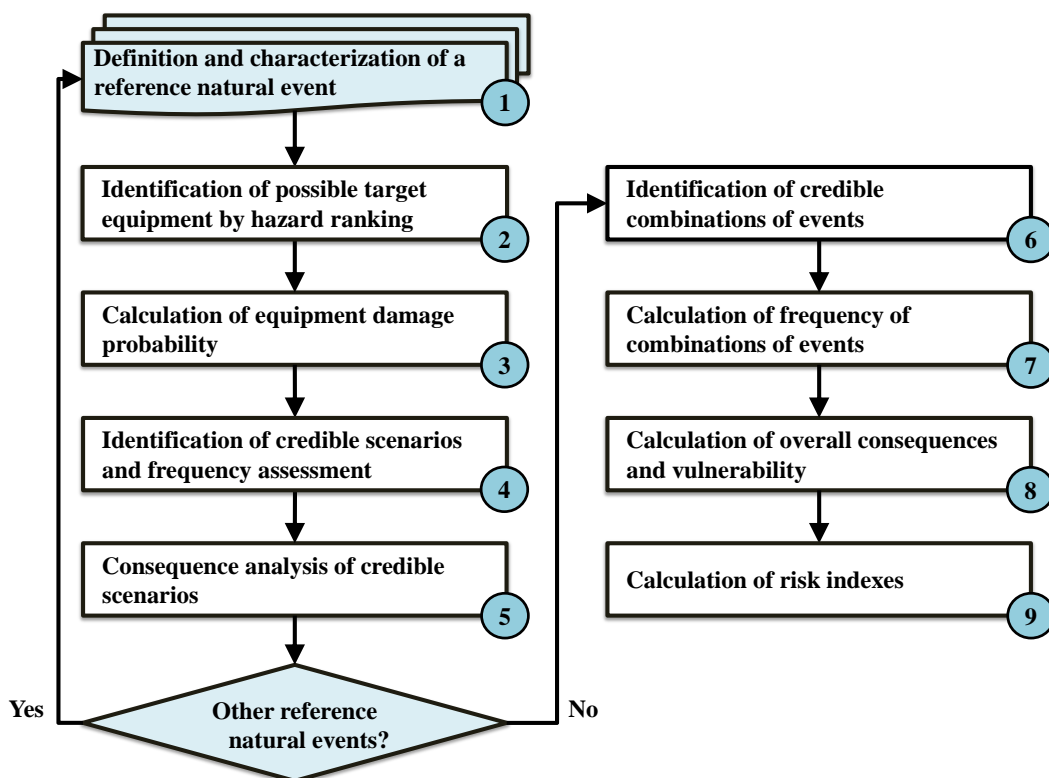 Definition and characterization of a
reference natural event
1
Identification of possible target
equipment by hazard ranking
2
Calculation of equipment damage
probability
3
Identification of credible scenarios
and frequency assessment
4
Consequence analysis of credible
scenarios
5
Other reference
natural events?
Yes
No
Identification of credible
combinations of events
6
Calculation of frequency of
combinations of events
7
Calculation of overall consequences
and vulnerability
8
Calculation of risk indexes
9